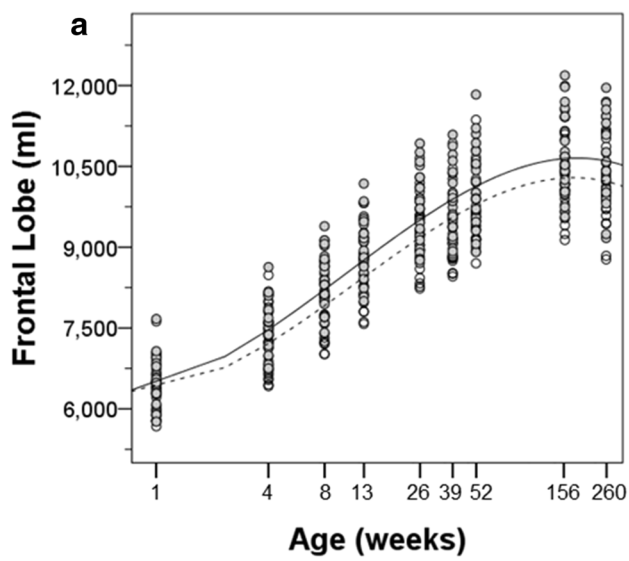 a
Frontal Lobe (ml)
12,000
10,500
9,000
7,500
6,000
1 4 8 13 26 39 52 156 260
Age (weeks)